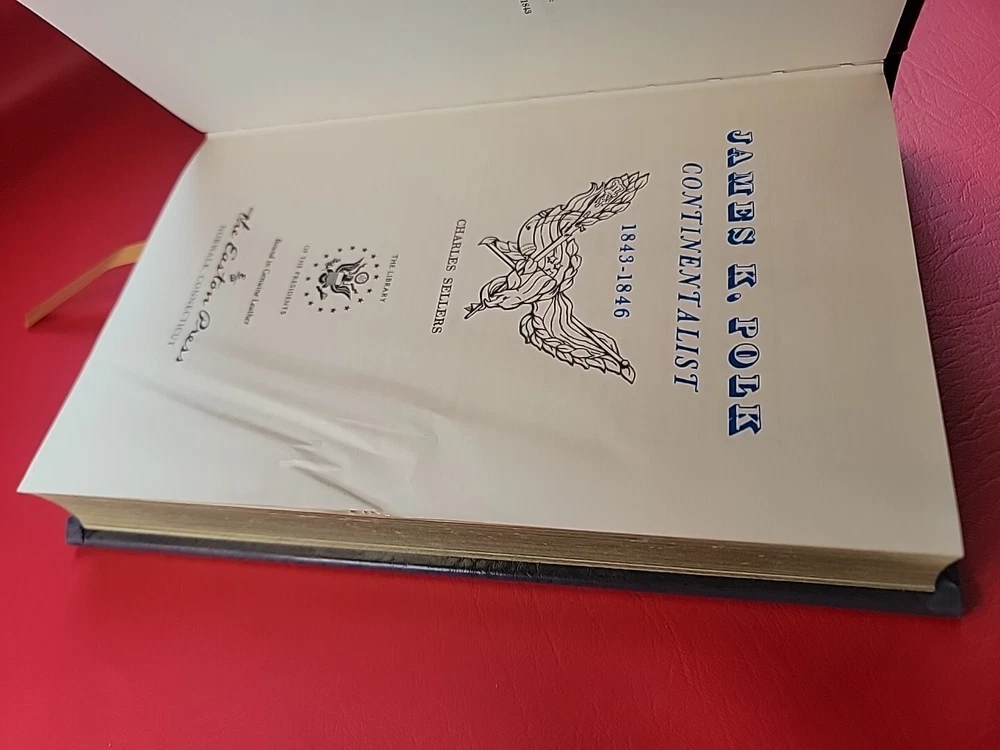 1843
JAMES K. POLK
CONTINENTALIST
1843-1846
CHARLES SELLERS
THE LIBRARY
OF THE PRESIDENTS
Bound in Genuine Leather
The Easton Press
NORWALK, CONNECTICUT